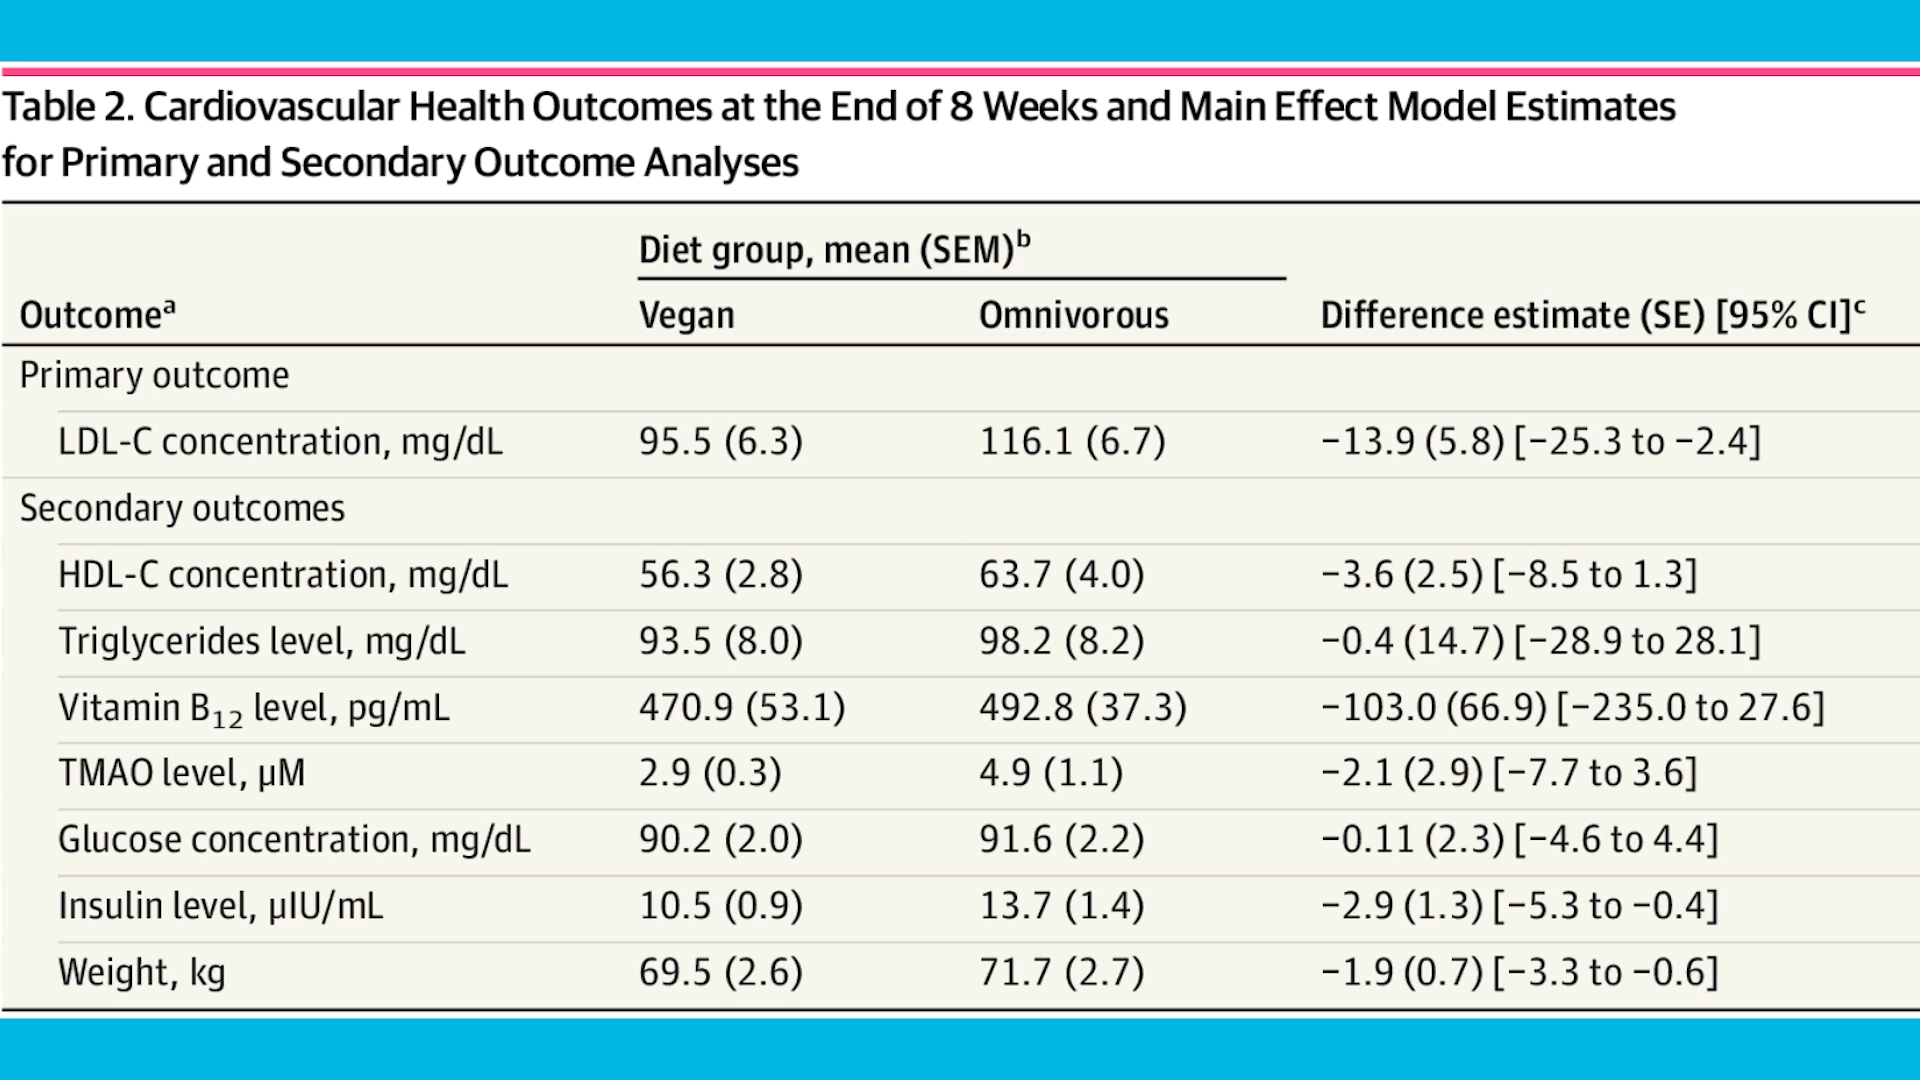 Table 2. Cardiovascular Health Outcomes at the End of 8 Weeks and Main Effect Model Estimates
for Primary and Secondary Outcome Analyses
Diet group, mean (SEM)ᵇ
Outcomeᵃ Vegan Omnivorous Difference estimate (SE) [95% CI]ᶜ
Primary outcome
LDL-C concentration, mg/dL 95.5 (6.3) 116.1 (6.7) −13.9 (5.8) [−25.3 to −2.4]
Secondary outcomes
HDL-C concentration, mg/dL 56.3 (2.8) 63.7 (4.0) −3.6 (2.5) [−8.5 to 1.3]
Triglycerides level, mg/dL 93.5 (8.0) 98.2 (8.2) −0.4 (14.7) [−28.9 to 28.1]
Vitamin B₁₂ level, pg/mL 470.9 (53.1) 492.8 (37.3) −103.0 (66.9) [−235.0 to 27.6]
TMAO level, µM 2.9 (0.3) 4.9 (1.1) −2.1 (2.9) [−7.7 to 3.6]
Glucose concentration, mg/dL 90.2 (2.0) 91.6 (2.2) −0.11 (2.3) [−4.6 to 4.4]
Insulin level, µIU/mL 10.5 (0.9) 13.7 (1.4) −2.9 (1.3) [−5.3 to −0.4]
Weight, kg 69.5 (2.6) 71.7 (2.7) −1.9 (0.7) [−3.3 to −0.6]